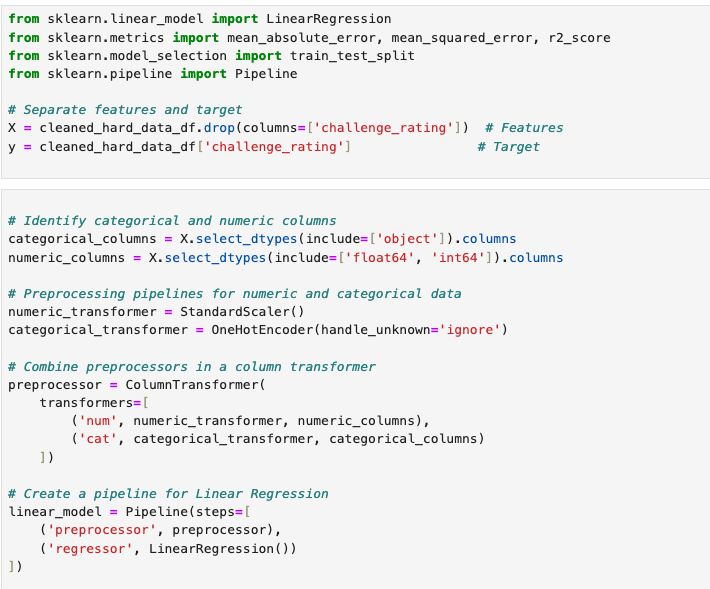 from sklearn.linear_model import LinearRegression
from sklearn.metrics import mean_absolute_error, mean_squared_error, r2_score
from sklearn.model_selection import train_test_split
from sklearn.pipeline import Pipeline

# Separate features and target
X = cleaned_hard_data_df.drop(columns=['challenge_rating'])  # Features
y = cleaned_hard_data_df['challenge_rating']                # Target

# Identify categorical and numeric columns
categorical_columns = X.select_dtypes(include=['object']).columns
numeric_columns = X.select_dtypes(include=['float64', 'int64']).columns

# Preprocessing pipelines for numeric and categorical data
numeric_transformer = StandardScaler()
categorical_transformer = OneHotEncoder(handle_unknown='ignore')

# Combine preprocessors in a column transformer
preprocessor = ColumnTransformer(
    transformers=[
        ('num', numeric_transformer, numeric_columns),
        ('cat', categorical_transformer, categorical_columns)
    ])

# Create a pipeline for Linear Regression
linear_model = Pipeline(steps=[
    ('preprocessor', preprocessor),
    ('regressor', LinearRegression())
])